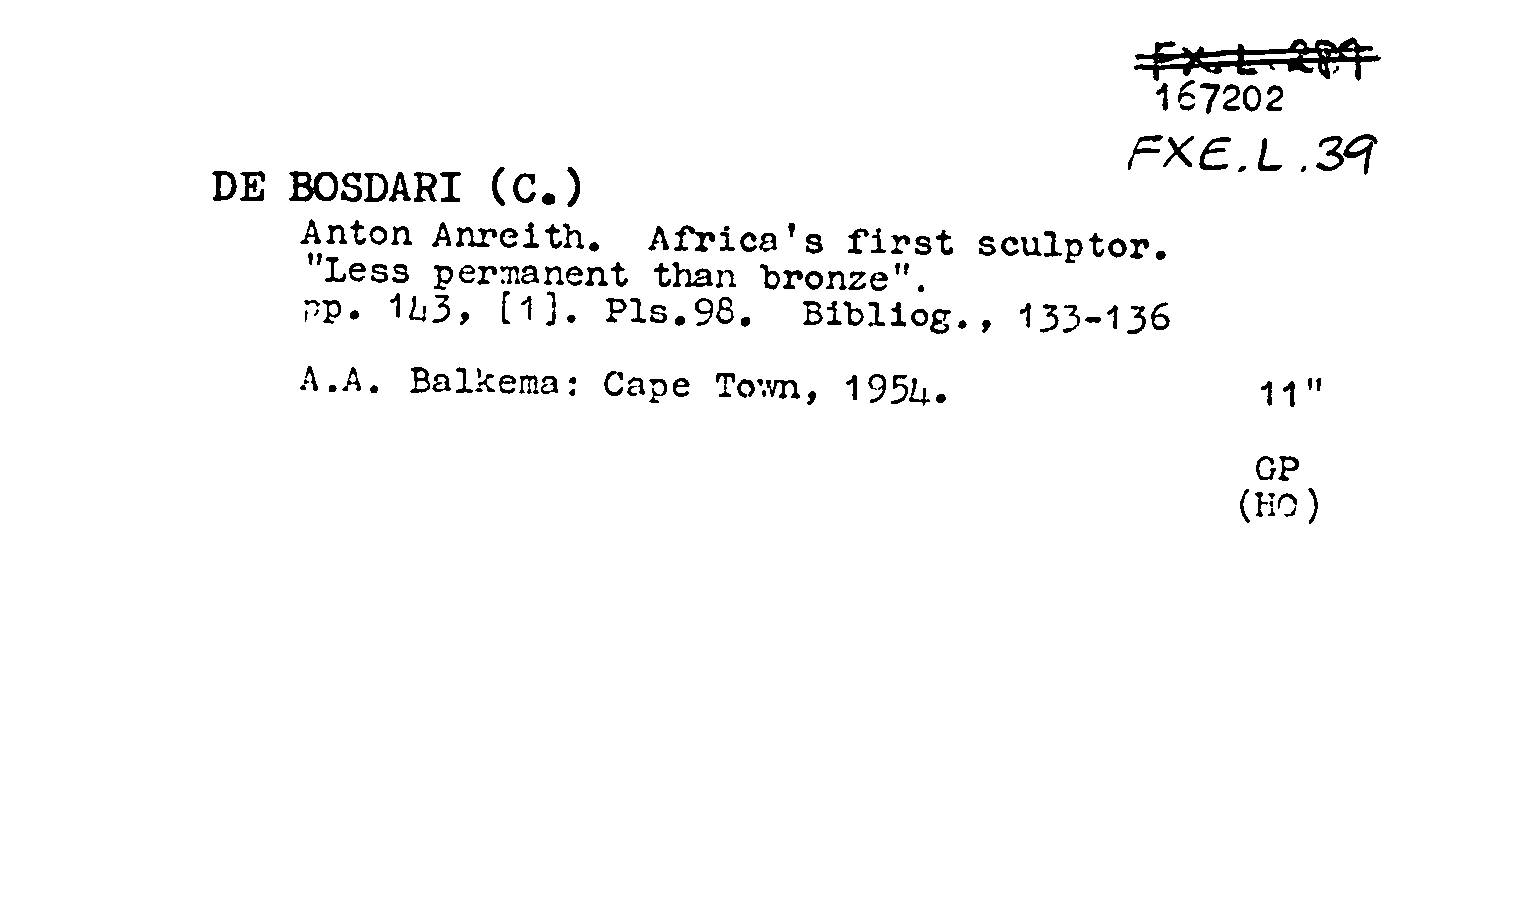 FX.L.289
167202
FXE.L.39
DE BOSDARI (C.)
Anton Anreith. Africa's first sculptor.
"Less permanent than bronze".
pp. 143, [1]. Pls.98. Bibliog., 133-136
A.A. Balkema: Cape Town, 1954. 11"
GP
(HO)